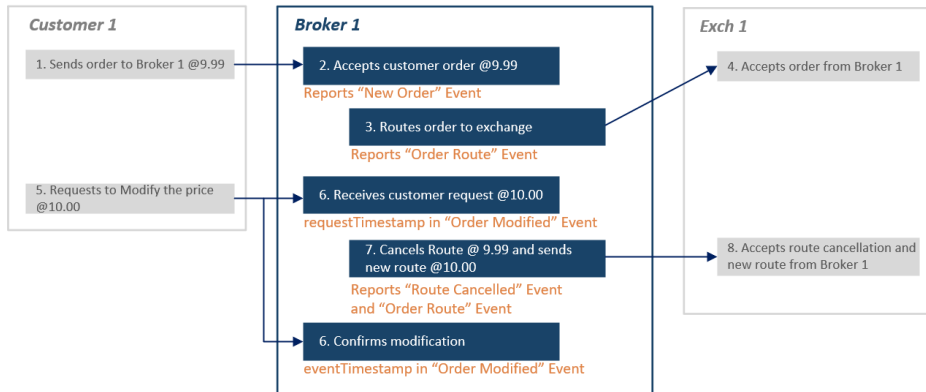 Customer 1
1. Sends order to Broker 1 @9.99
5. Requests to Modify the price
@10.00
Broker 1
2. Accepts customer order @9.99
Reports “New Order” Event
3. Routes order to exchange
Reports “Order Route” Event
6. Receives customer request @10.00
requestTimestamp in “Order Modified” Event
7. Cancels Route @ 9.99 and sends
new route @10.00
Reports “Route Cancelled” Event
and “Order Route” Event
6. Confirms modification
eventTimestamp in “Order Modified” Event
Exch 1
4. Accepts order from Broker 1
8. Accepts route cancellation and
new route from Broker 1